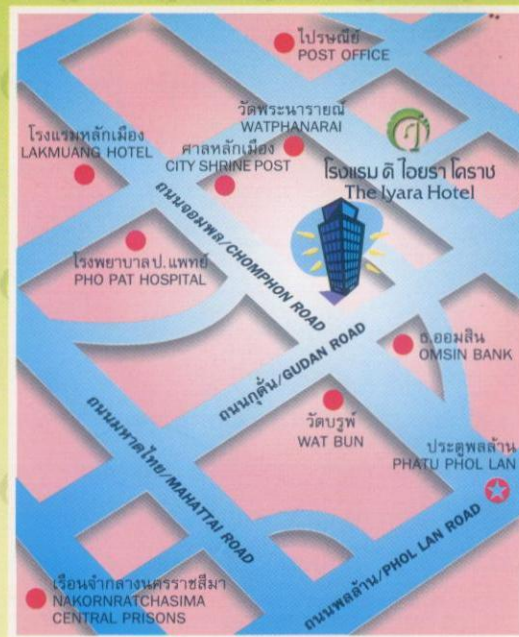 ไปรษณีย์
POST OFFICE
วัดพระนารายณ์
WATPHANARAI
โรงแรมหลักเมือง
LAKMUANG HOTEL
ศาลหลักเมือง
CITY SHRINE POST
โรงแรม ดิ ไอยรา โคราช
The Iyara Hotel
ถนนจอมพล/CHOMPHON ROAD
โรงพยาบาลป.แพทย์
PHO PAT HOSPITAL
ธ.ออมสิน
OMSIN BANK
ถนนกุดั่น/GUDAN ROAD
วัดบูรพ์
WAT BUN
ประตูพลล้าน
PHATU PHOL LAN
ถนนมหาดไทย/MAHATTAI ROAD
ถนนพลล้าน/PHOL LAN ROAD
เรือนจำกลางนครราชสีมา
NAKORNRATCHASIMA
CENTRAL PRISONS